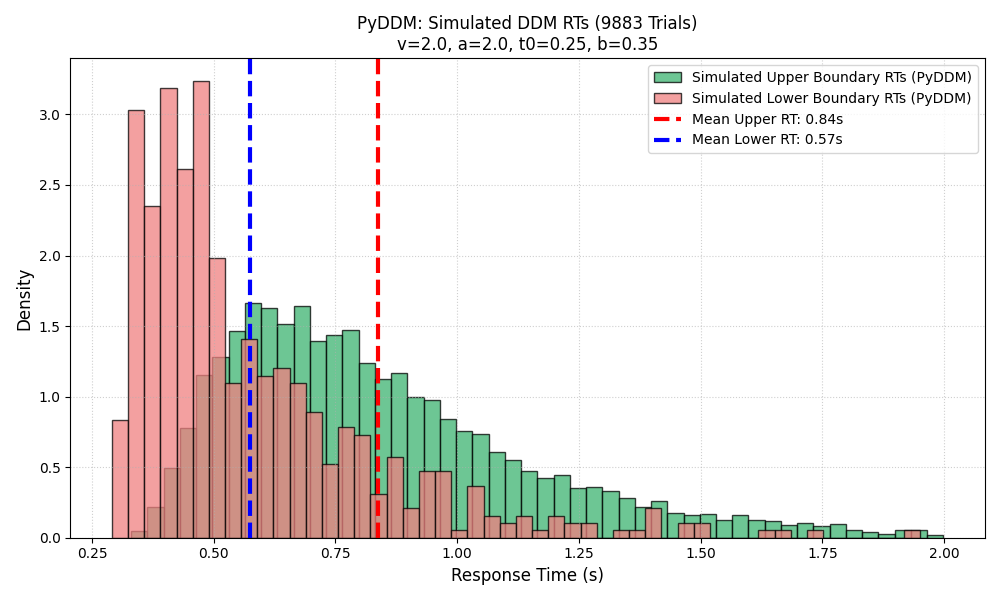 PyDDM: Simulated DDM RTs (9883 Trials)
v=2.0, a=2.0, t0=0.25, b=0.35
Simulated Upper Boundary RTs (PyDDM)
Simulated Lower Boundary RTs (PyDDM)
Mean Upper RT: 0.84s
Mean Lower RT: 0.57s
Density
3.0
2.5
2.0
1.5
1.0
0.5
0.0
0.25
0.50
0.75
1.00
1.25
1.50
1.75
2.00
Response Time (s)